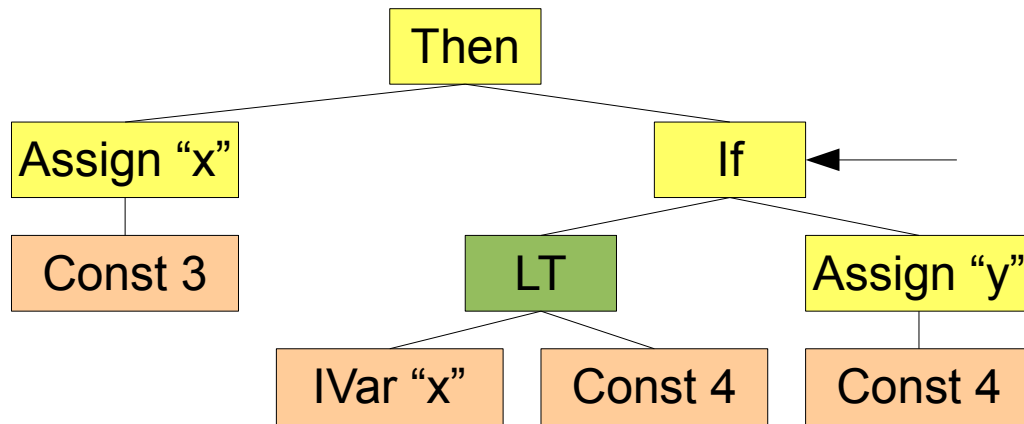 Then
Assign “x”
If
Const 3
LT
Assign “y”
IVar “x”
Const 4
Const 4